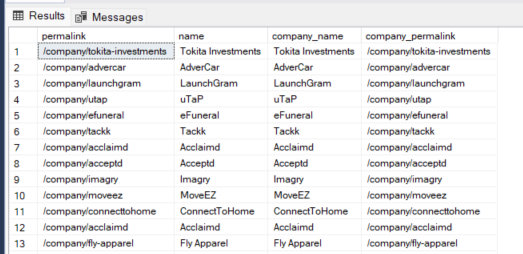 Results Messages
permalink name company_name company_permalink
1 /company/tokita-investments Tokita Investments Tokita Investments /company/tokita-investments
2 /company/advercar AdverCar AdverCar /company/advercar
3 /company/launchgram LaunchGram LaunchGram /company/launchgram
4 /company/utap uTaP uTaP /company/utap
5 /company/efuneral eFuneral eFuneral /company/efuneral
6 /company/tackk Tackk Tackk /company/tackk
7 /company/acclaimd Acclaimd Acclaimd /company/acclaimd
8 /company/acceptd Acceptd Acceptd /company/acceptd
9 /company/imagry Imagry Imagry /company/imagry
10 /company/moveez MoveEZ MoveEZ /company/moveez
11 /company/connecttohome ConnectToHome ConnectToHome /company/connecttohome
12 /company/acclaimd Acclaimd Acclaimd /company/acclaimd
13 /company/fly-apparel Fly Apparel Fly Apparel /company/fly-apparel